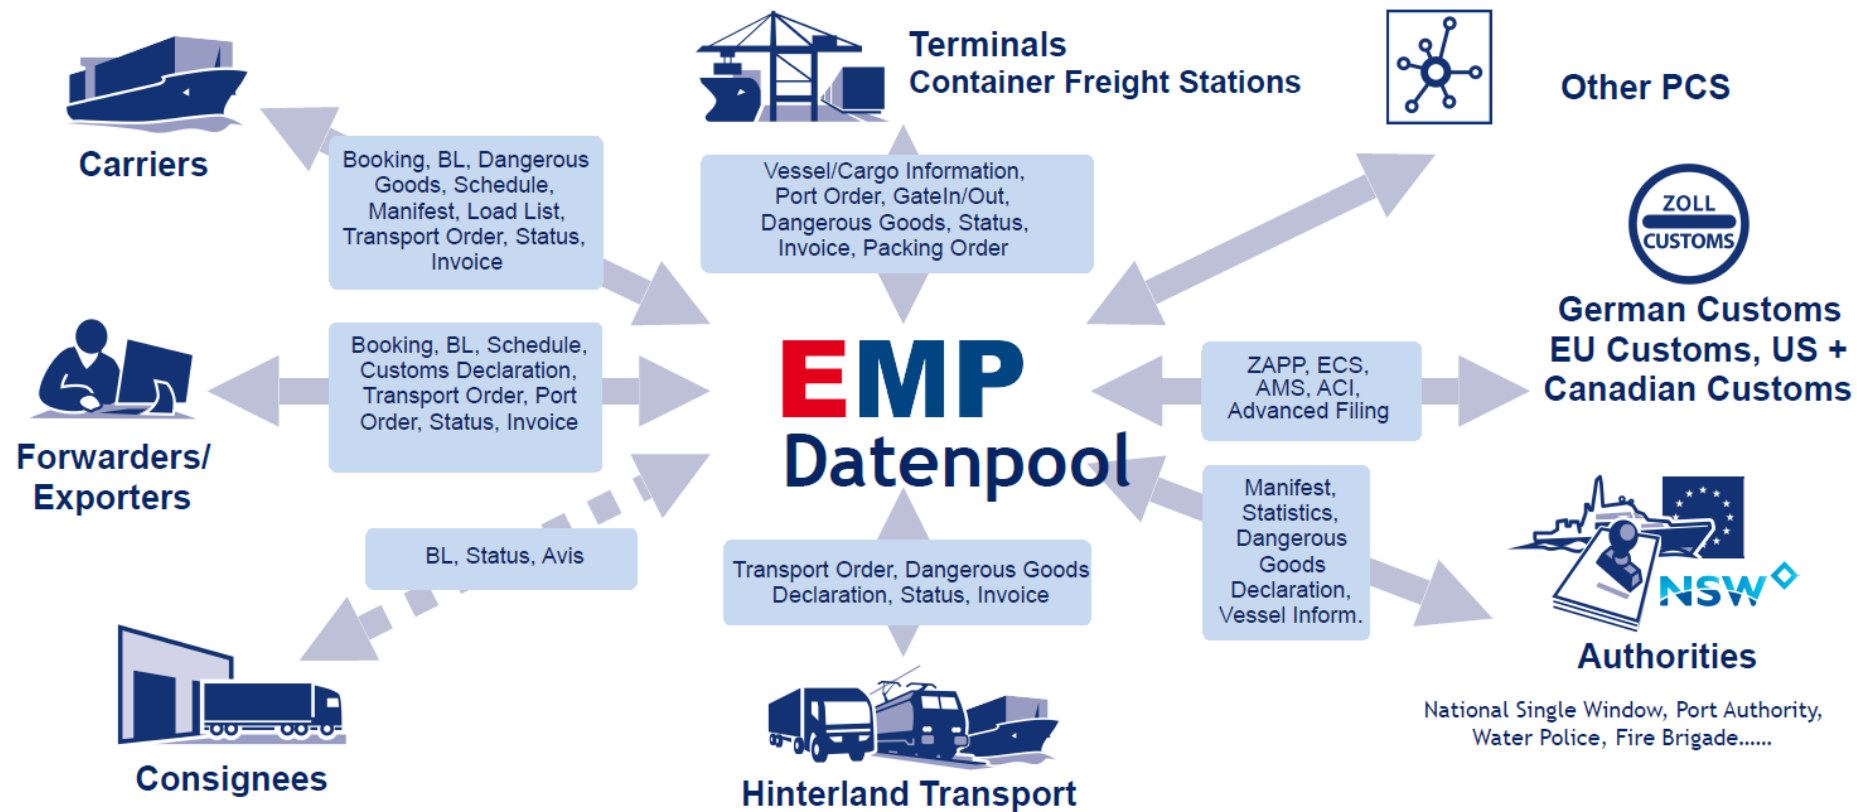 Terminals
Container Freight Stations
Other PCS
Carriers
Booking, BL, Dangerous
Goods, Schedule,
Manifest, Load List,
Transport Order, Status,
Invoice
Vessel/Cargo Information,
Port Order, GateIn/Out,
Dangerous Goods, Status,
Invoice, Packing Order
ZOLL
CUSTOMS
German Customs
EU Customs, US +
Canadian Customs
Forwarders/
Exporters
Booking, BL, Schedule,
Customs Declaration,
Transport Order, Port
Order, Status, Invoice
EMP
Datenpool
ZAPP, ECS,
AMS, ACI,
Advanced Filing
Manifest,
Statistics,
Dangerous
Goods
Declaration,
Vessel Inform.
NSW
Authorities
National Single Window, Port Authority,
Water Police, Fire Brigade......
BL, Status, Avis
Consignees
Transport Order, Dangerous Goods
Declaration, Status, Invoice
Hinterland Transport